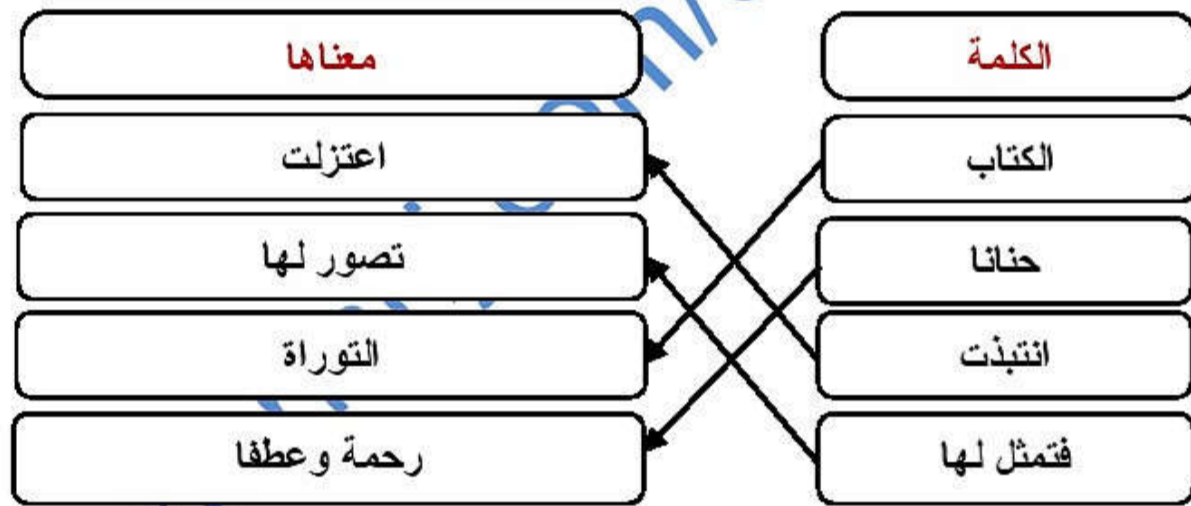 الكلمة معناها
الكتاب اعتزلت
حنانا تصور لها
انتبذت التوراة
فتمثل لها رحمة وعطفا